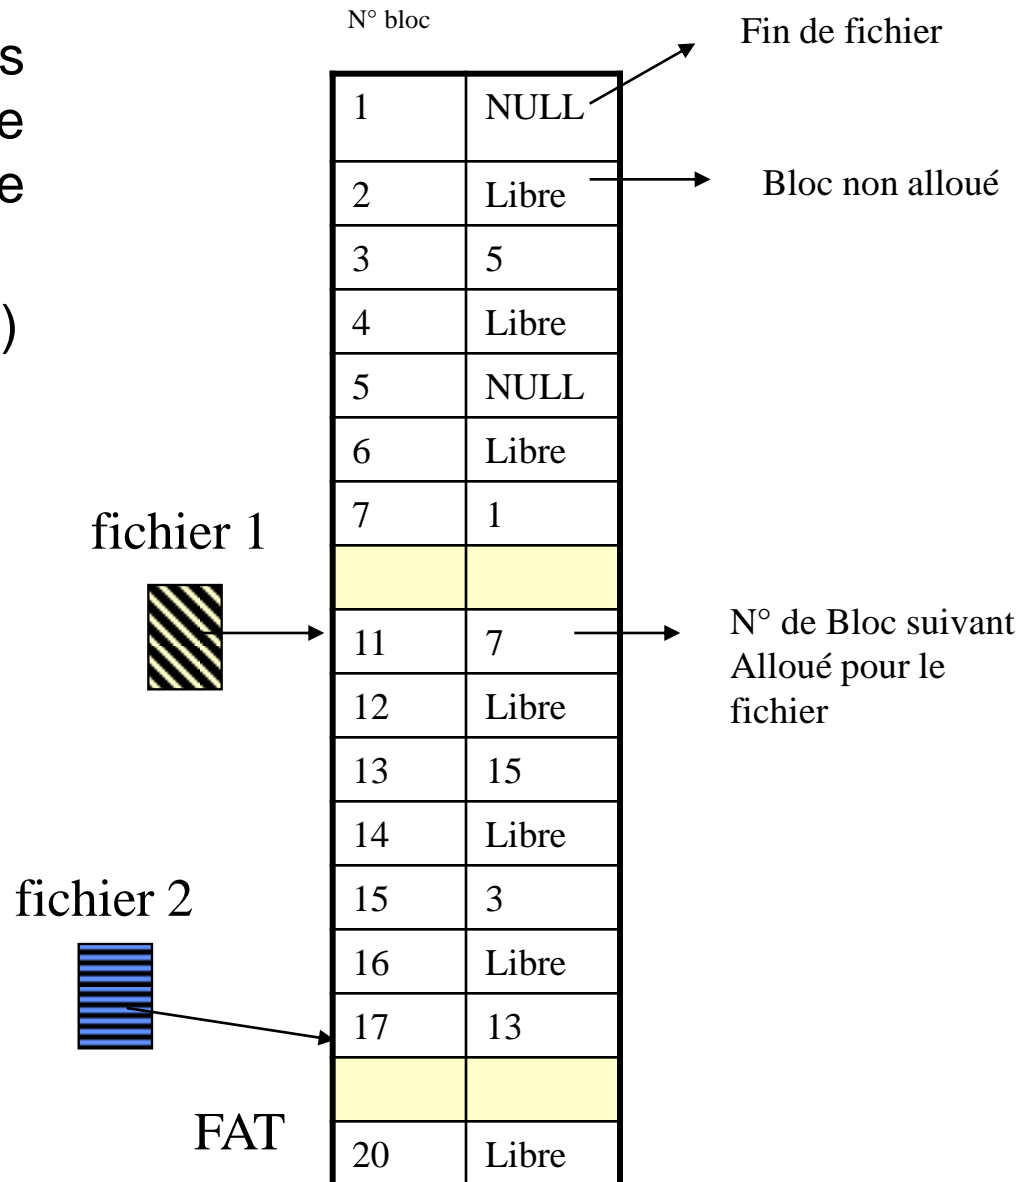 N° bloc
Fin de fichier
s
e
e
)
1 NULL
2 Libre
Bloc non alloué
3 5
4 Libre
5 NULL
6 Libre
7 1
fichier 1
11 7
N° de Bloc suivant
Alloué pour le
fichier
12 Libre
13 15
14 Libre
15 3
fichier 2
16 Libre
17 13
FAT
20 Libre